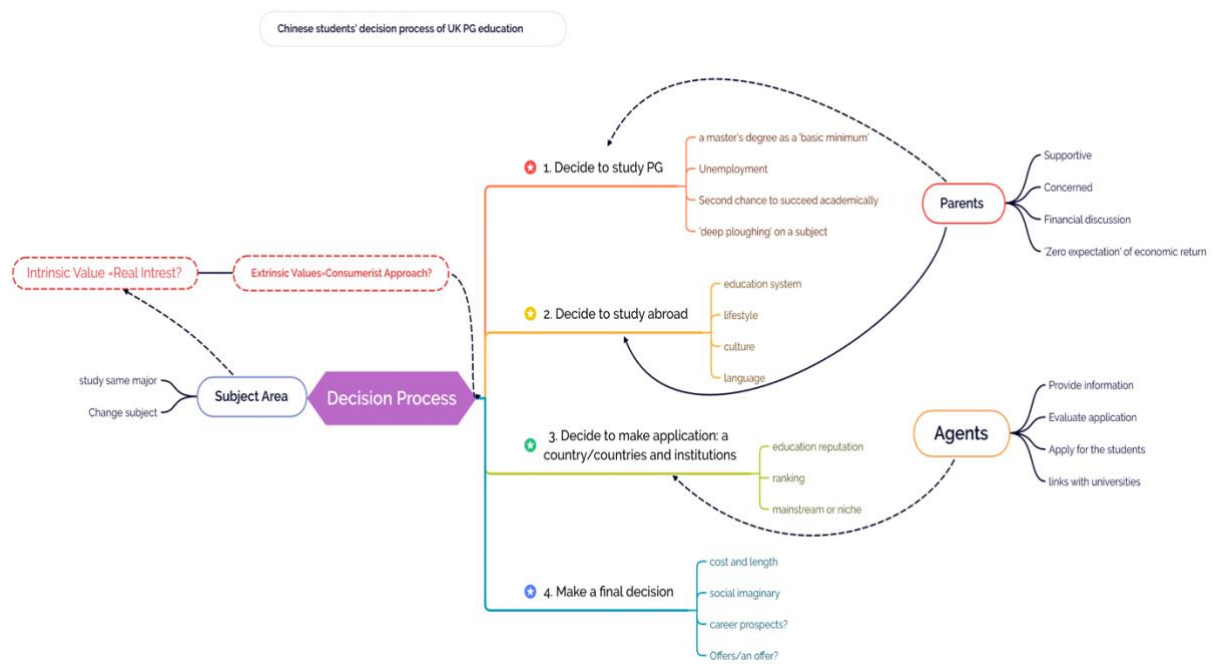 Chinese students' decision process of UK PG education
1. Decide to study PG
a master's degree as a 'basic minimum'
Unemployment
Second chance to succeed academically
'deep ploughing' on a subject
Parents
Supportive
Concerned
Financial discussion
'Zero expectation' of economic return
Intrinsic Value =Real Intrest?
Extrinsic Values=Consumerist Approach?
2. Decide to study abroad
education system
lifestyle
culture
language
study same major
Change subject
Subject Area
Decision Process
3. Decide to make application: a
country/countries and institutions
education reputation
ranking
mainstream or niche
Agents
Provide information
Evaluate application
Apply for the students
links with universities
4. Make a final decision
cost and length
social imaginary
career prospects?
Offers/an offer?